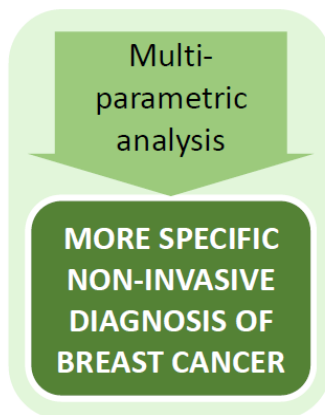 Multi-
parametric
analysis
MORE SPECIFIC
NON-INVASIVE
DIAGNOSIS OF
BREAST CANCER